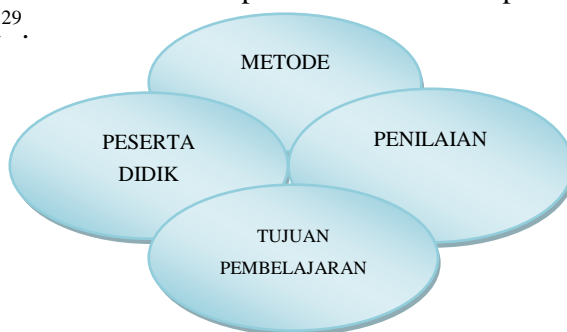 29.
METODE
PESERTA
DIDIK
PENILAIAN
TUJUAN
PEMBELAJARAN